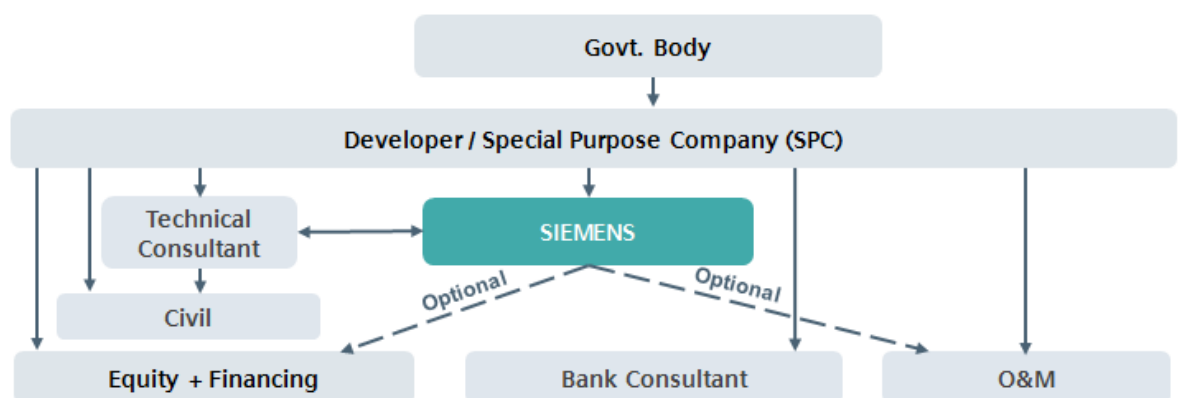 Govt. Body
Developer / Special Purpose Company (SPC)
Technical
Consultant
SIEMENS
Optional
Optional
Civil
Equity + Financing
Bank Consultant
O&M